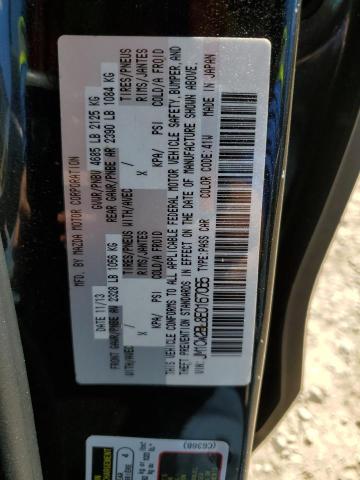 MFD. BY MAZDA MOTOR CORPORATION
DATE: 11/13 GVWR/PNBV 4685 LB 2125 KG
FRONT GAWR/PNBE AV 2328 LB 1056 KG REAR GAWR/PNBE AR 2390 LB 1084 KG
WITH/AVEC TIRES/PNEUS WITH/AVEC TIRES/PNEUS
/ X RIMS/JANTES / X RIMS/JANTES
/ KPA/ PSI COLD/A FROID / KPA/ PSI COLD/A FROID
THIS VEHICLE CONFORMS TO ALL APPLICABLE FEDERAL MOTOR VEHICLE SAFETY, BUMPER, AND
THEFT PREVENTION STANDARDS IN EFFECT ON THE DATE OF MANUFACTURE SHOWN ABOVE.
MADE IN JAPAN
VIN: TYPE: PASS CAR COLOR CODE: 41W
(C6360)